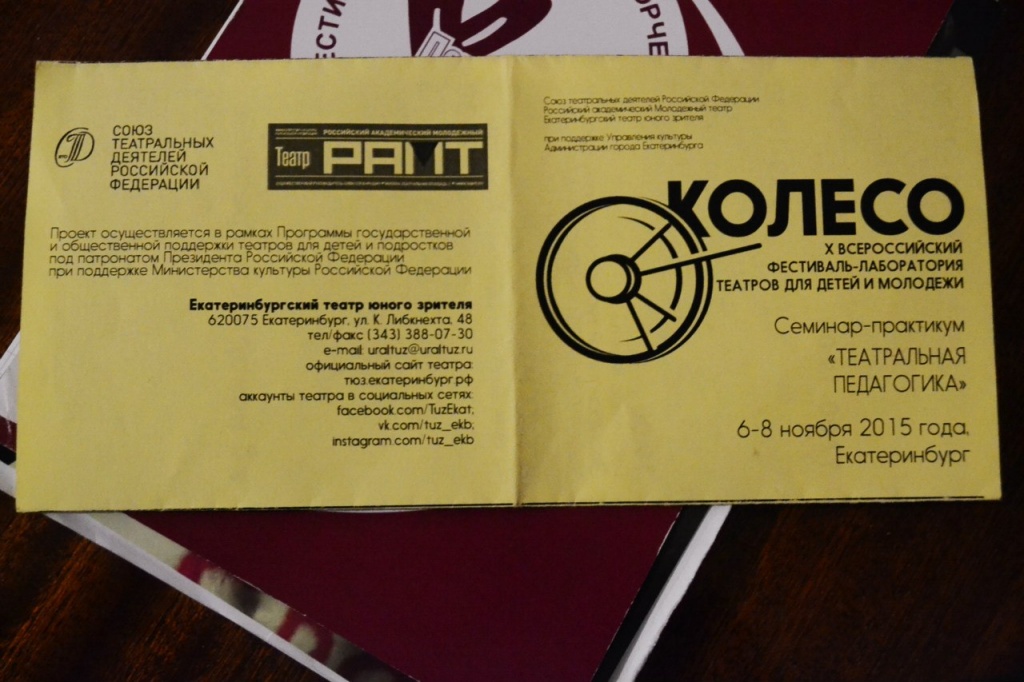 СОЮЗ
ТЕАТРАЛЬНЫХ
ДЕЯТЕЛЕЙ
РОССИЙСКОЙ
ФЕДЕРАЦИИ
РОССИЙСКИЙ АКАДЕМИЧЕСКИЙ МОЛОДЕЖНЫЙ
Театр РАМТ
Проект осуществляется в рамках Программы государственной
и общественной поддержки театров для детей и подростков
под патронатом Президента Российской Федерации
при поддержке Министерства культуры Российской Федерации
Екатеринбургский театр юного зрителя
620075 Екатеринбург, ул. К. Либкнехта, 48
тел/факс (343) 388-07-30
e-mail: uraltuz@uraltuz.ru
официальный сайт театра:
тюз.екатеринбург.рф
аккаунты театра в социальных сетях:
facebook.com/TuzEkat;
vk.com/tuz_ekb;
instagram.com/tuz_ekb
Союз театральных деятелей Российской Федерации
Российский академический Молодежный театр
Екатеринбургский театр юного зрителя
при поддержке Управления культуры
Администрации города Екатеринбурга
КОЛЕСО
X ВСЕРОССИЙСКИЙ
ФЕСТИВАЛЬ-ЛАБОРАТОРИЯ
ТЕАТРОВ ДЛЯ ДЕТЕЙ И МОЛОДЕЖИ
Семинар-практикум
«ТЕАТРАЛЬНАЯ
ПЕДАГОГИКА»
6-8 ноября 2015 года,
Екатеринбург